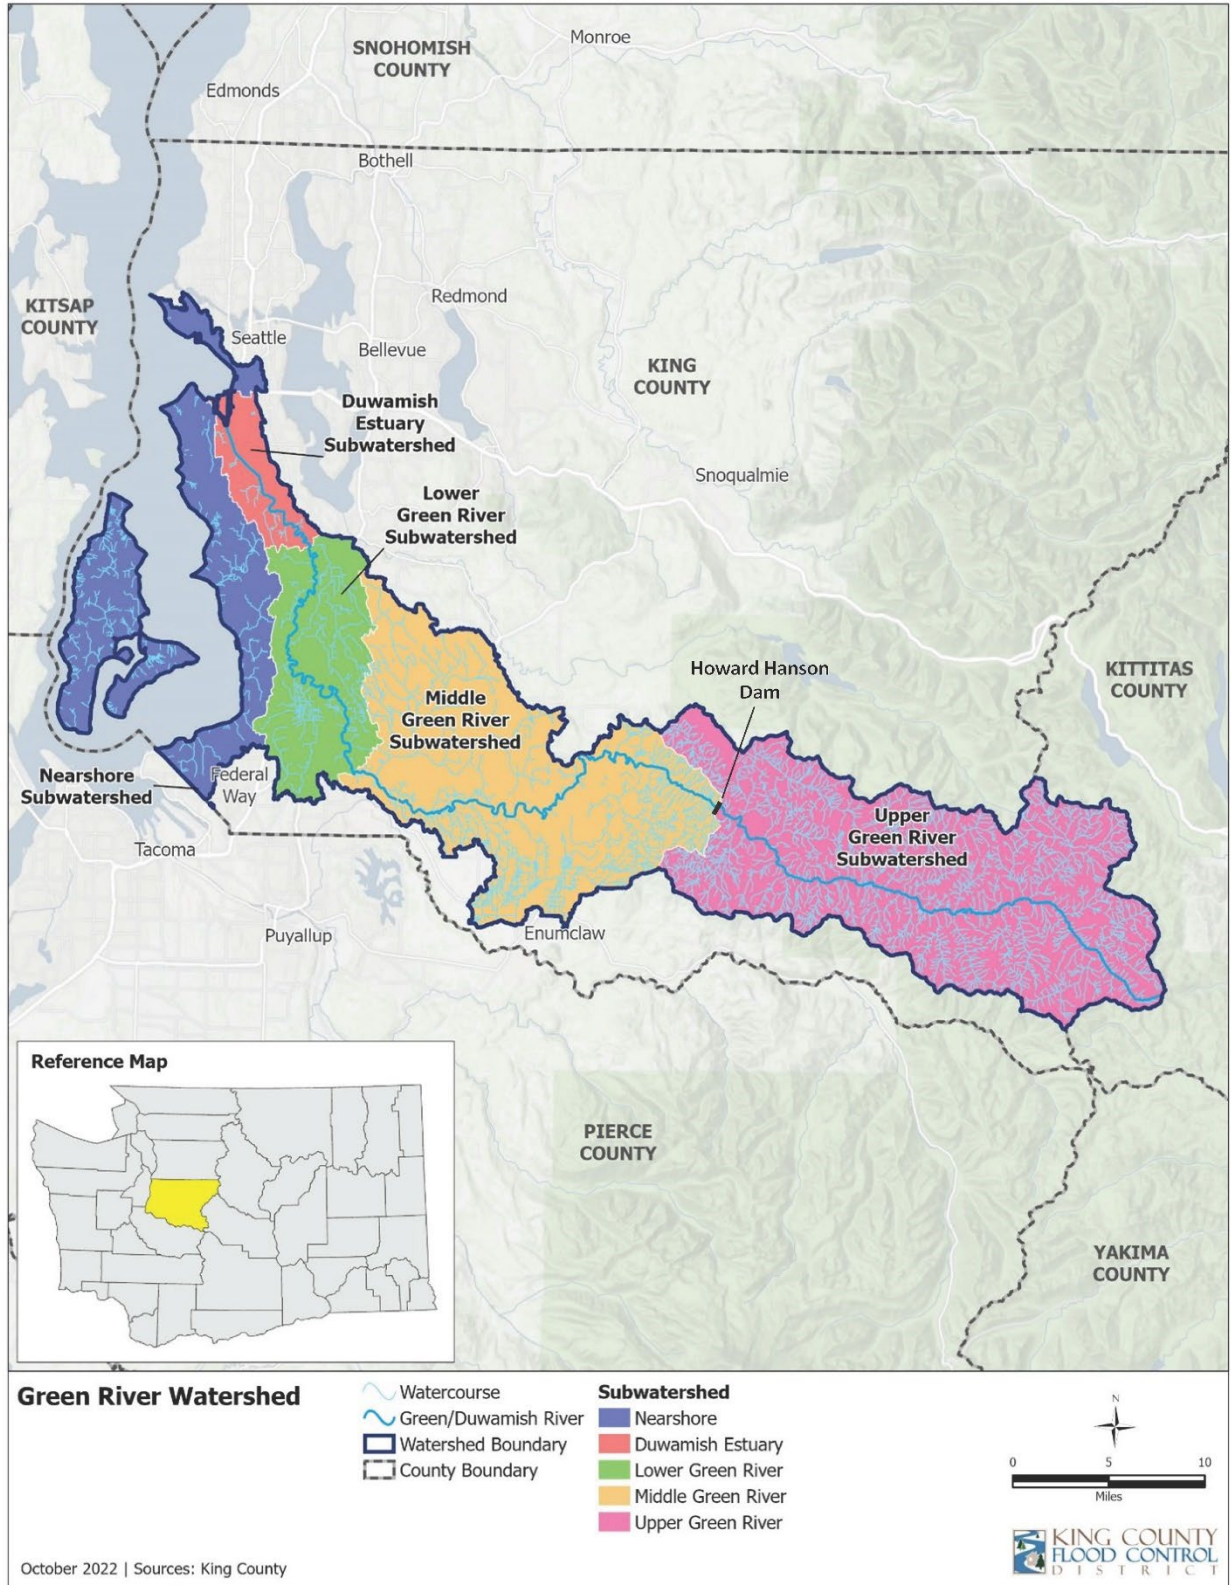 SNOHOMISH
COUNTY
Monroe
Edmonds
Bothell
KITSAP
COUNTY
Redmond
Seattle
Bellevue
KING
COUNTY
Duwamish
Estuary
Subwatershed
Snoqualmie
Lower
Green River
Subwatershed
Howard Hanson
Dam
KITTITAS
COUNTY
Middle
Green River
Subwatershed
Nearshore
Subwatershed
Federal
Way
Upper
Green River
Subwatershed
Tacoma
Puyallup
Enumclaw
Reference Map
PIERCE
COUNTY
YAKIMA
COUNTY
Green River Watershed
Watercourse
Green/Duwamish River
Watershed Boundary
County Boundary
Subwatershed
Nearshore
Duwamish Estuary
Lower Green River
Middle Green River
Upper Green River
N
0 5 10
Miles
KING COUNTY
FLOOD CONTROL
DISTRICT
October 2022 | Sources: King County